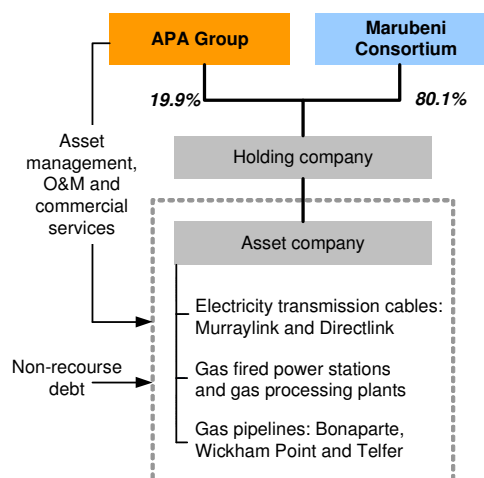 APA Group
Marubeni
Consortium
19.9%
80.1%
Asset
management,
O&M and
commercial
services
Holding company
Asset company
Electricity transmission cables:
Murraylink and Directlink
Non-recourse
debt
Gas fired power stations
and gas processing plants
Gas pipelines: Bonaparte,
Wickham Point and Telfer